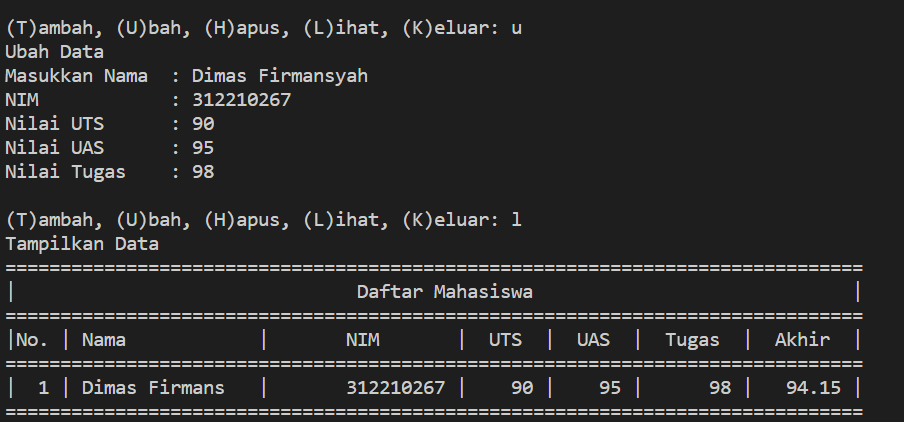 (T)ambah, (U)bah, (H)apus, (L)ihat, (K)eluar: u
Ubah Data
Masukkan Nama  : Dimas Firmansyah
NIM            : 312210267
Nilai UTS      : 90
Nilai UAS      : 95
Nilai Tugas    : 98
(T)ambah, (U)bah, (H)apus, (L)ihat, (K)eluar: l
Tampilkan Data
==============================================================================
|                               Daftar Mahasiswa                             |
==============================================================================
|No. | Nama            |       NIM       |  UTS  |  UAS  |  Tugas  |  Akhir  |
==============================================================================
|  1 | Dimas Firmans   |       312210267 |    90 |    95 |      98 |   94.15 |
==============================================================================